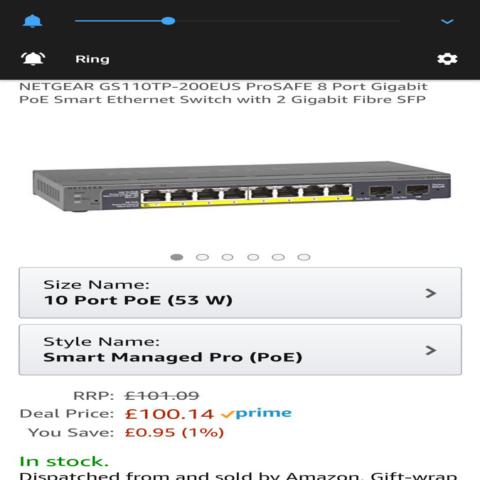 Ring
NETGEAR GS110TP-200EUS ProSAFE 8 Port Gigabit
PoE Smart Ethernet Switch with 2 Gigabit Fibre SFP
NETGEAR
Size Name:
10 Port PoE (53 W)
Style Name:
Smart Managed Pro (PoE)
RRP: £101.09
Deal Price: £100.14 prime
You Save: £0.95 (1%)
In stock.
Dispatched from and sold by Amazon. Gift-wrap